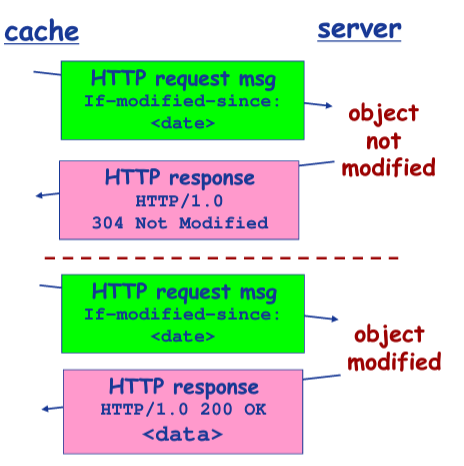 cache
server
HTTP request msg
If-modified-since:
<date>
object
not
modified
HTTP response
HTTP/1.0
304 Not Modified
HTTP request msg
If-modified-since:
<date>
object
modified
HTTP response
HTTP/1.0 200 OK
<data>